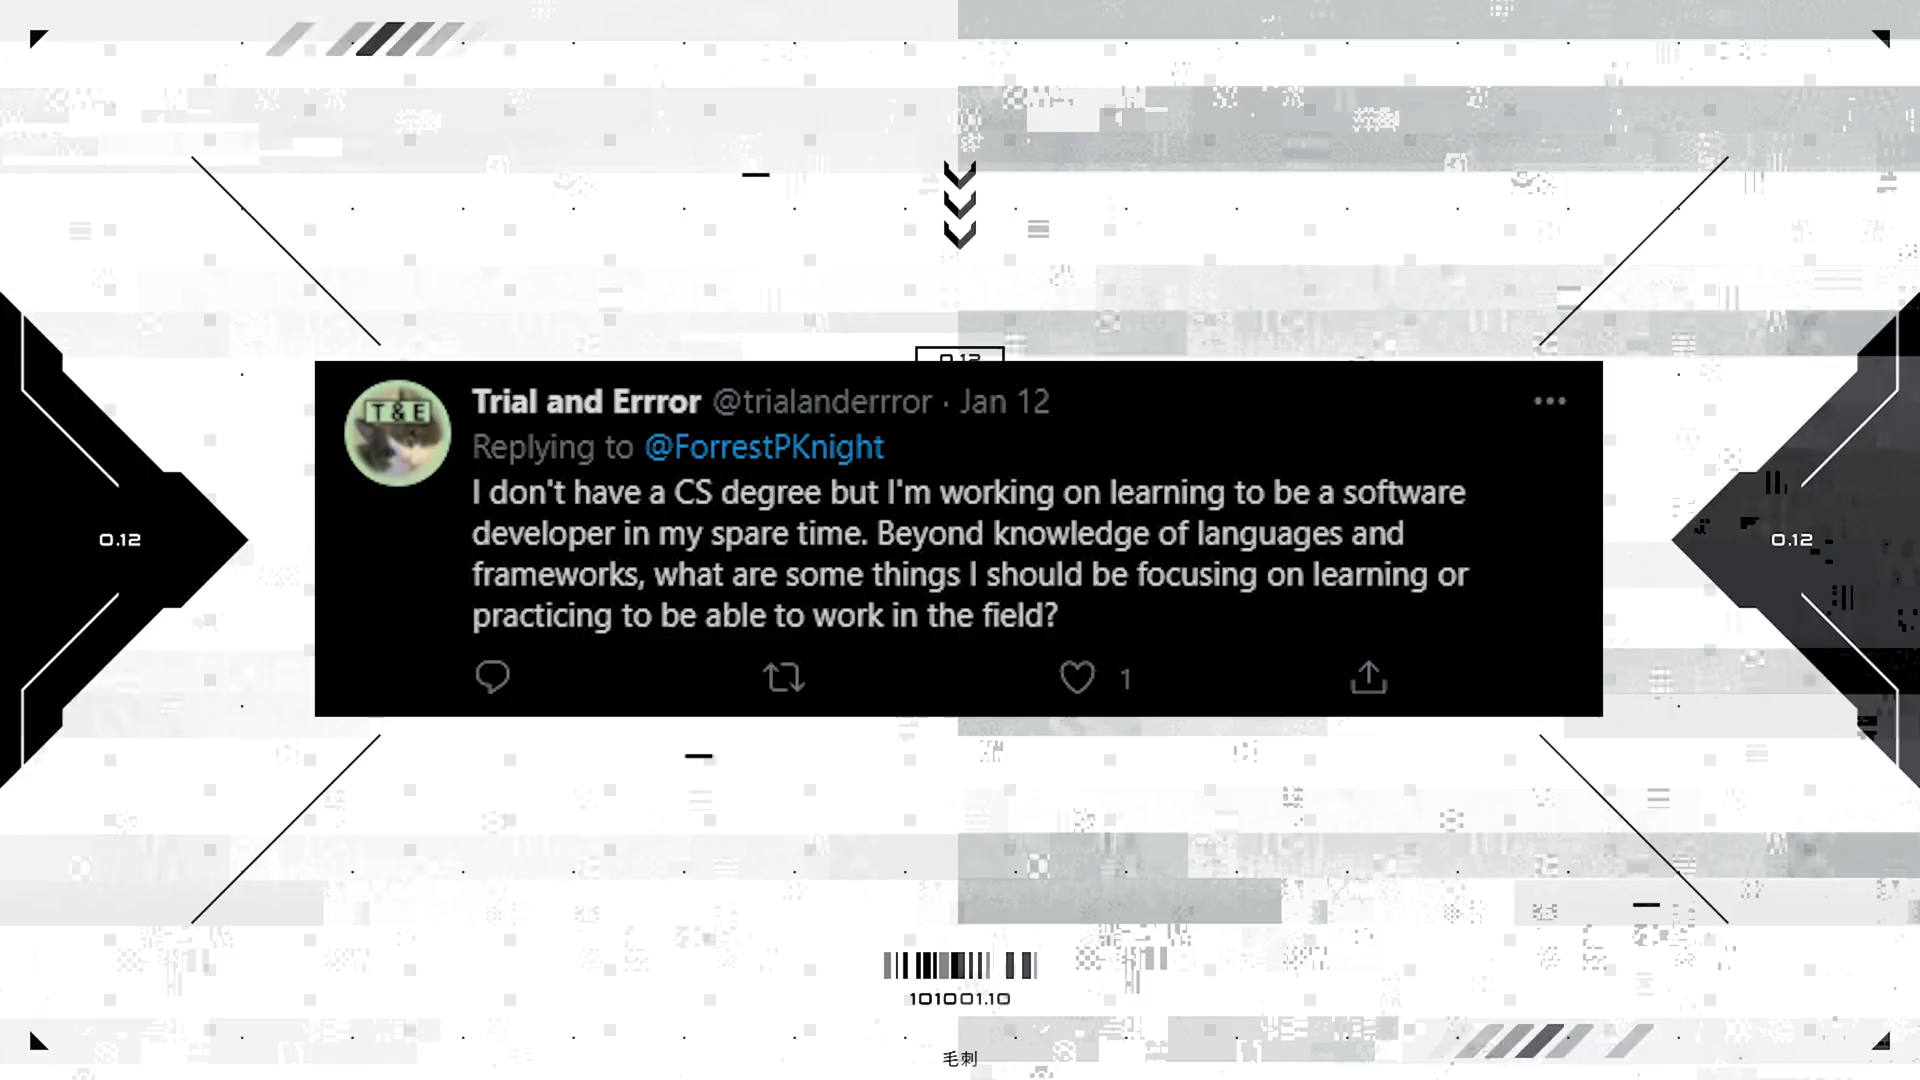 0.12
T & E
Trial and Errror @trialanderrror · Jan 12
Replying to @ForrestPKnight
I don't have a CS degree but I'm working on learning to be a software
developer in my spare time. Beyond knowledge of languages and
frameworks, what are some things I should be focusing on learning or
practicing to be able to work in the field?
1
0.12
0.12
101001.10
毛刺